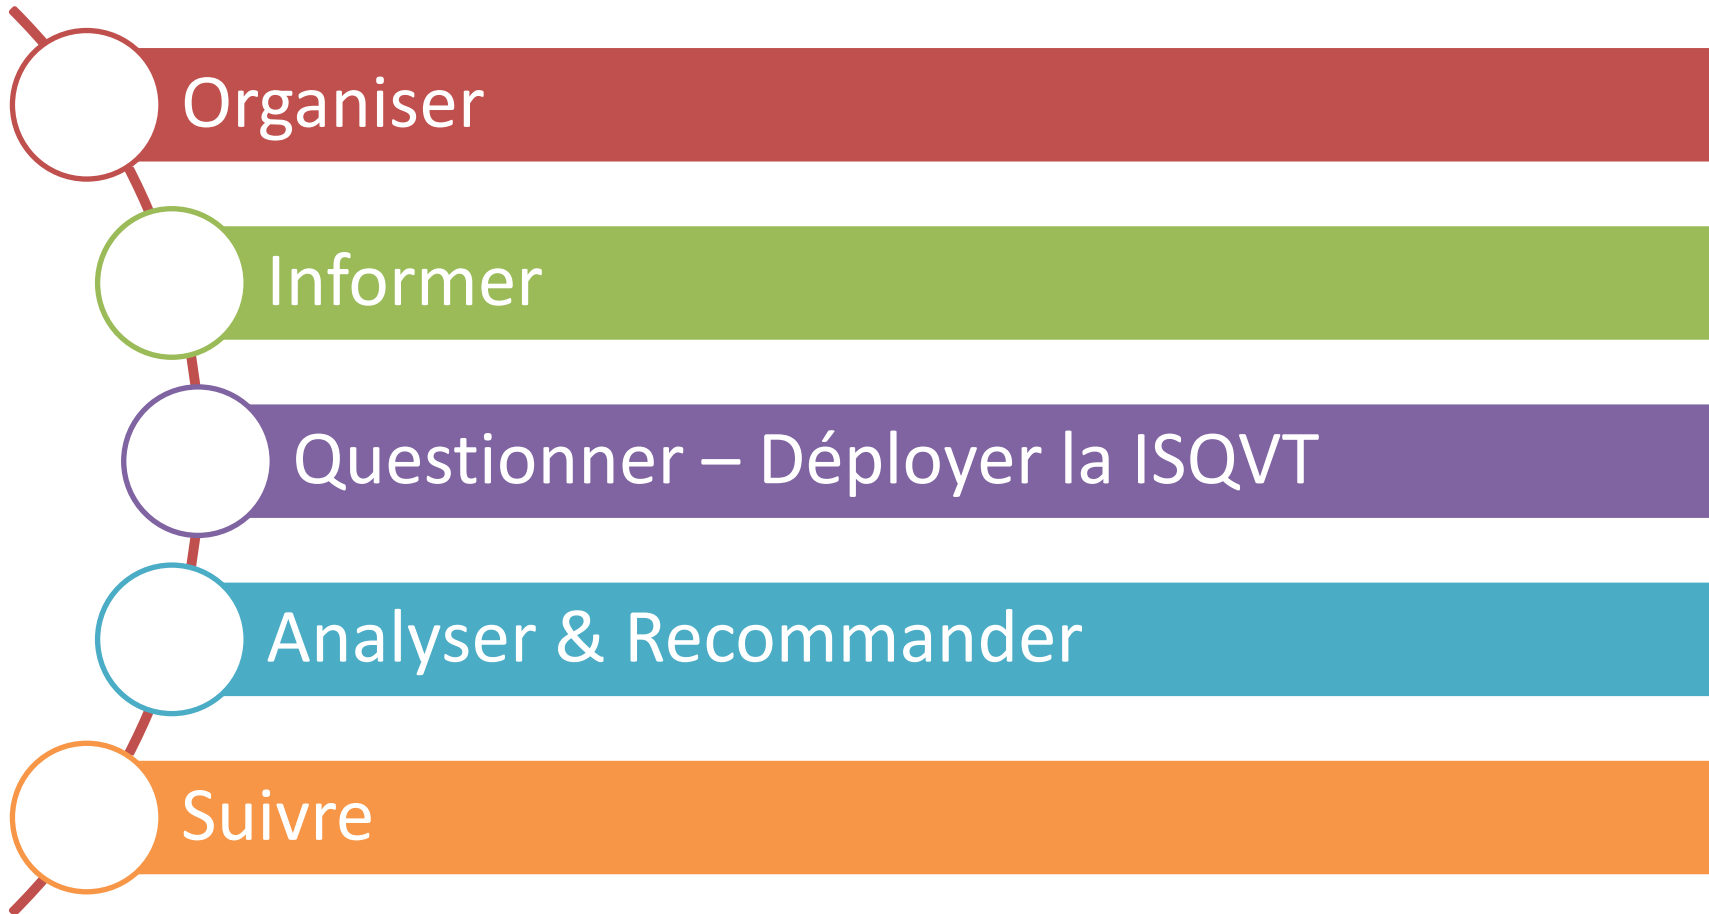 Organiser
Informer
Questionner – Déployer la ISQVT
Analyser & Recommander
Suivre